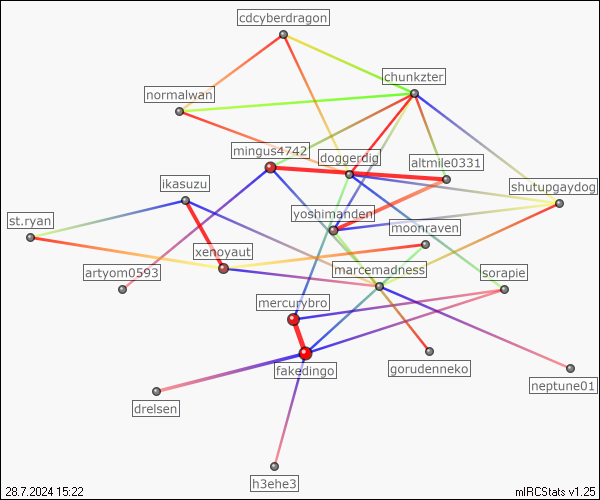 cdcyberdragon
chunkzter
normalwan
mingus4742
doggerdig
altmile0331
ikasuzu
shutupgaydog
yoshimanden
st.ryan
moonraven
xenoyaut
artyom0593
marcemadness
sorapie
mercurybro
fakedingo
gorudenneko
neptune01
drelsen
h3ehe3
28.7.2024 15:22
mIRCStats v1.25